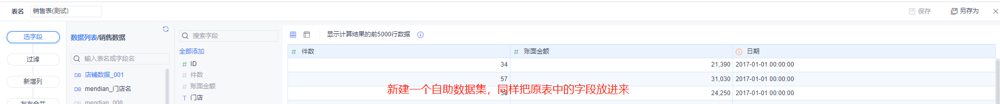 表名 销售表(测试) 保存 另存为
选字段
过滤
新增列
左右合并
数据列表/销售数据
输入表名或字段名
店铺数据_001
mendian_门店名
mendian_008
搜索字段
全部添加
ID
件数
账面金额
门店
显示计算结果的前5000行数据
件数 账面金额 日期
34 21,390 2017-01-01 00:00:00
57 31,030 2017-01-01 00:00:00
38 24,250 2017-01-01 00:00:00
新建一个自助数据集，同样把原表中的字段放进来